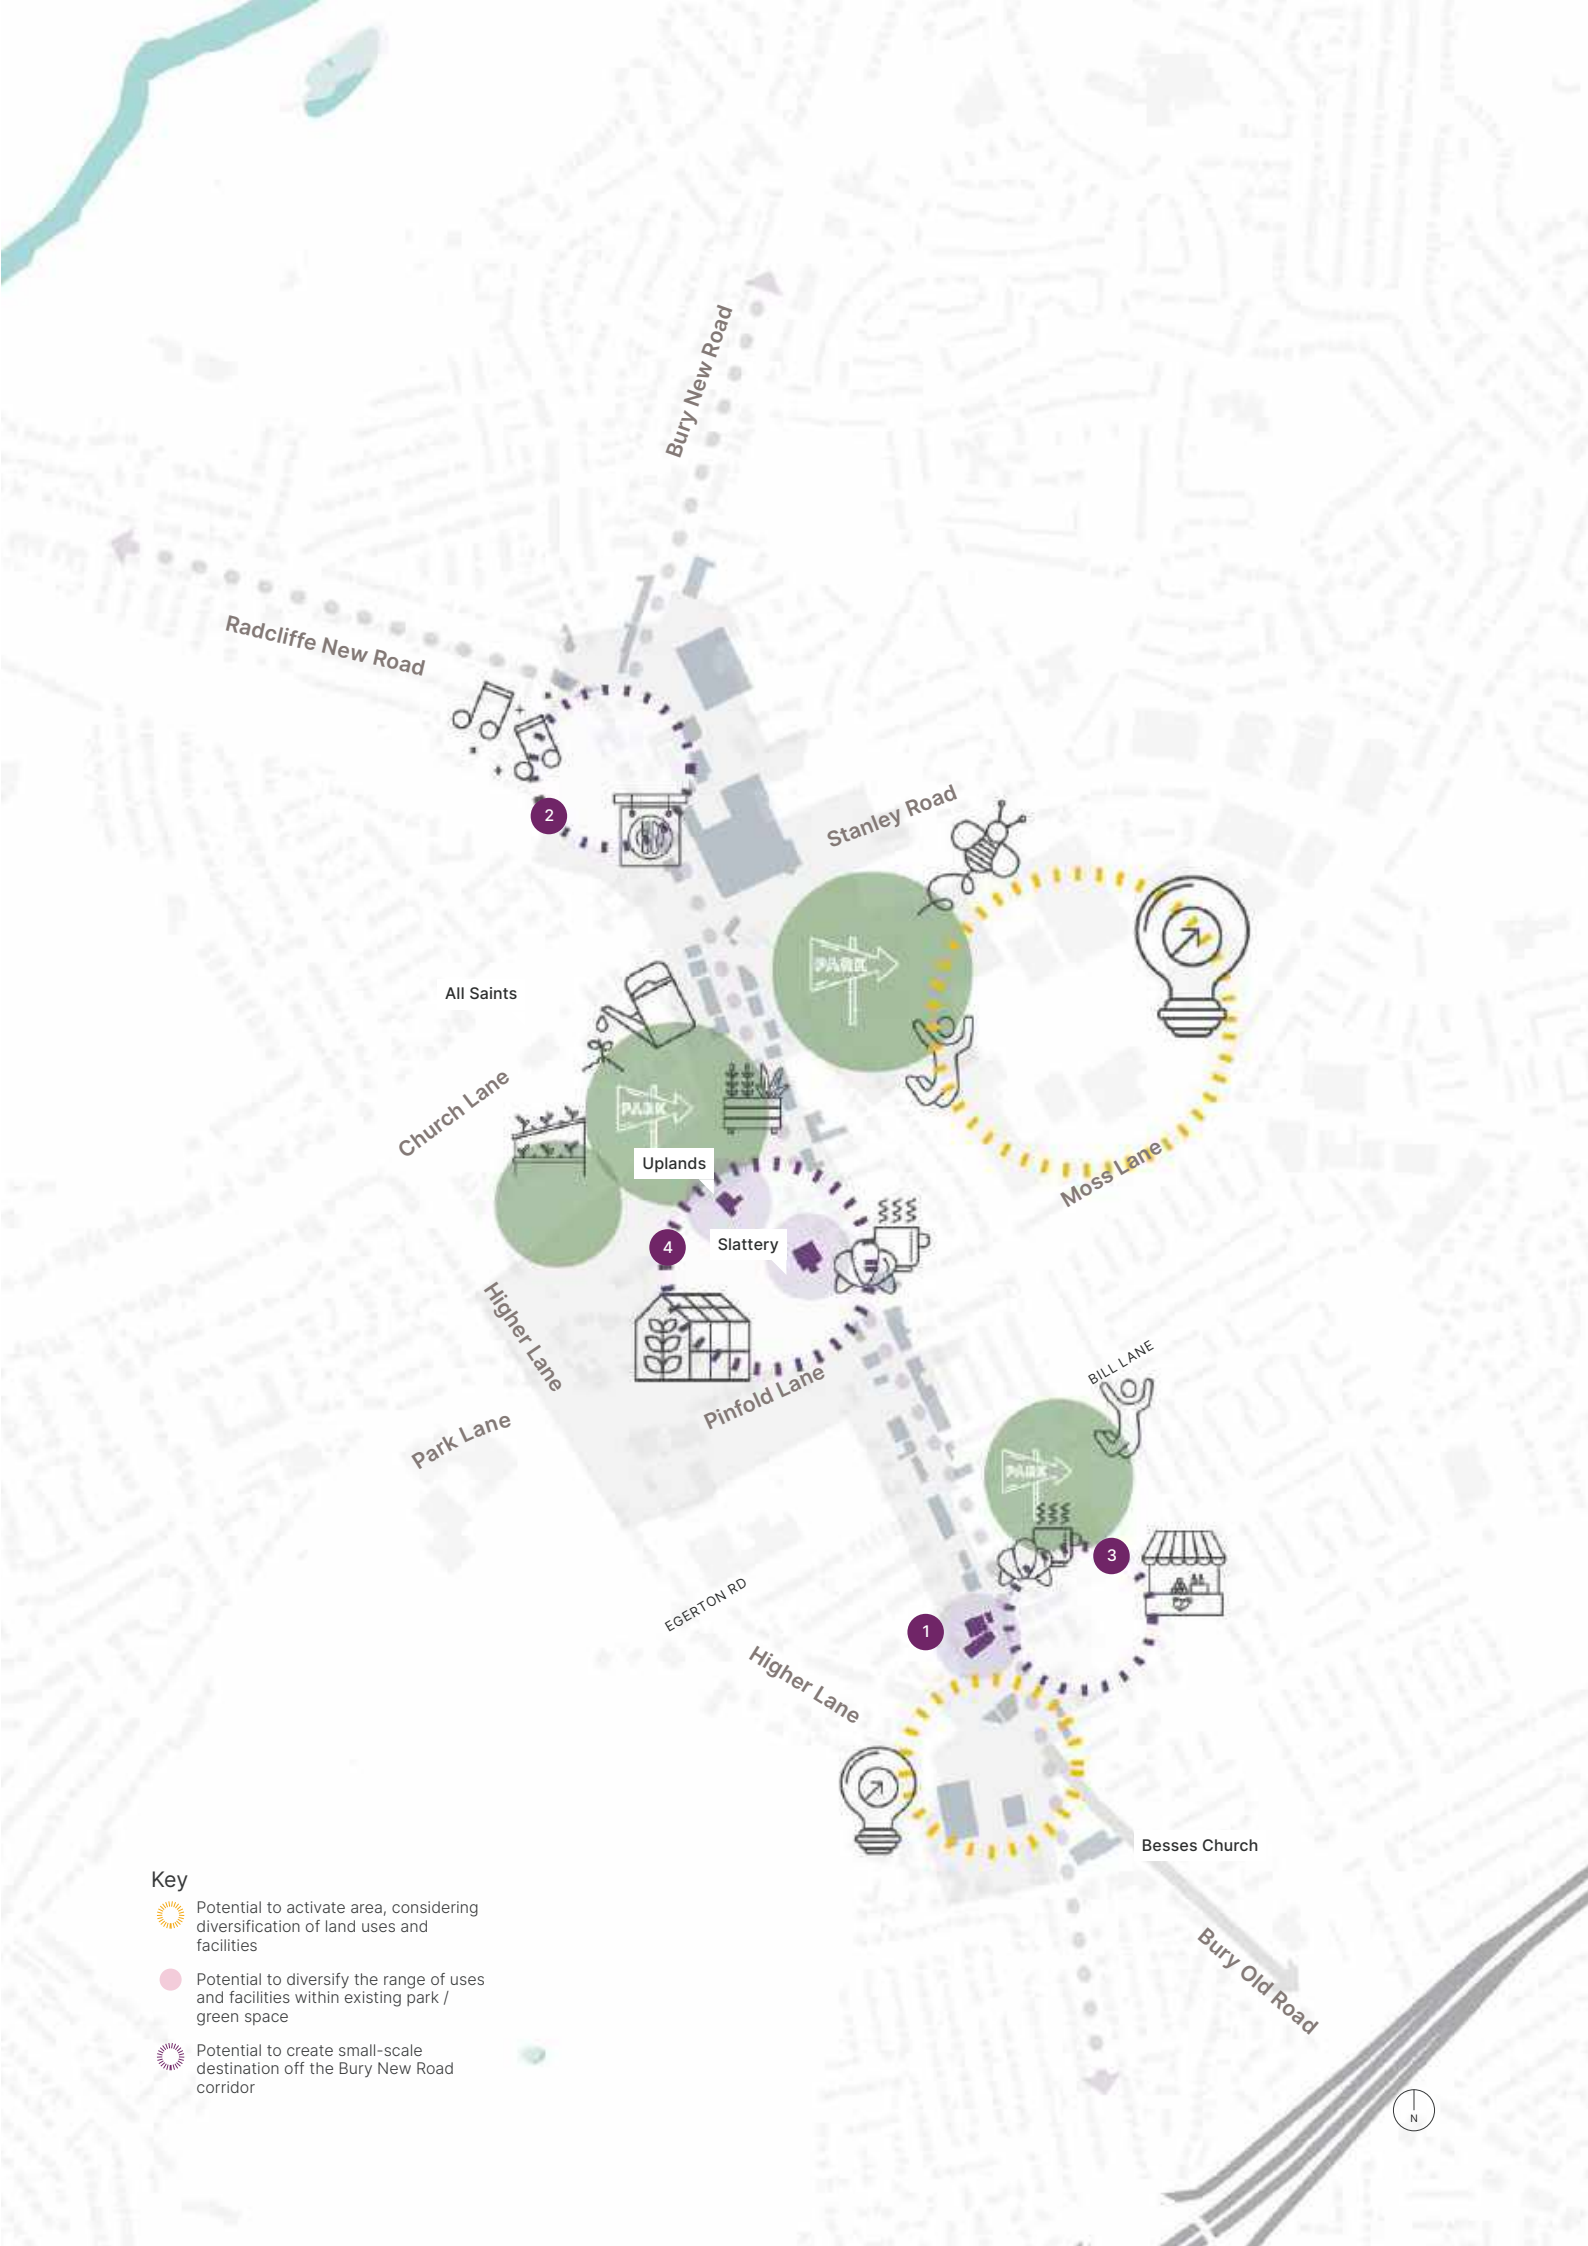 Bury New Road
Radcliffe New Road
2
Stanley Road
PARK
All Saints
PARK
Church Lane
Moss Lane
Uplands
4
Slattery
Higher Lane
BILL LANE
Pinfold Lane
Park Lane
PARK
3
EGERTON RD
1
Higher Lane
Besses Church
Key
Potential to activate area, considering
diversification of land uses and
facilities
Potential to diversify the range of uses
and facilities within existing park /
green space
Potential to create small-scale
destination off the Bury New Road
corridor
Bury Old Road
N